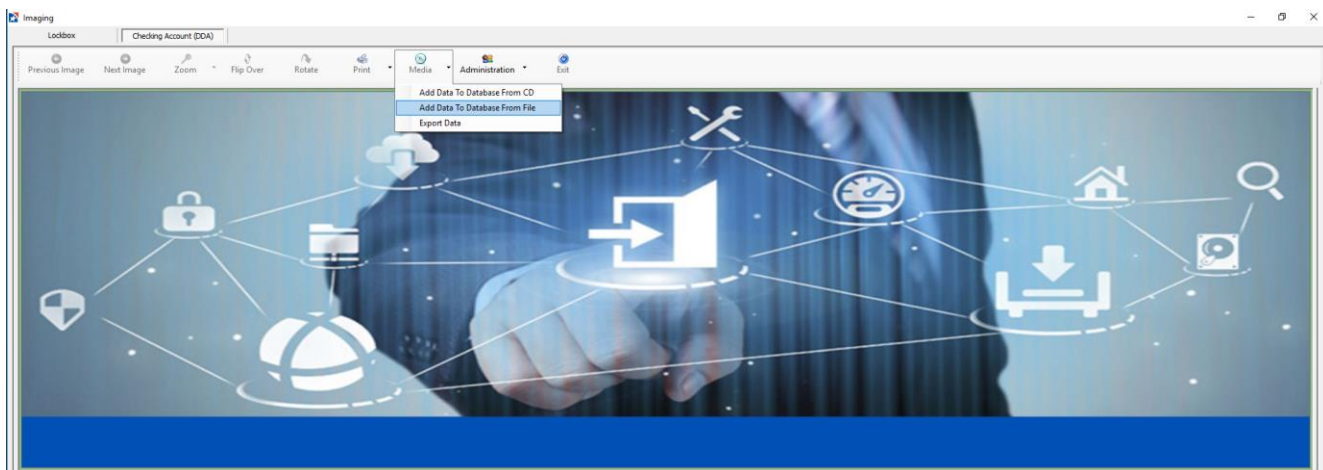 Imaging
Lockbox Checking Account (DDA)
Previous Image Next Image Zoom Flip Over Rotate Print Media Administration Exit
Add Data To Database From CD
Add Data To Database From File
Export Data